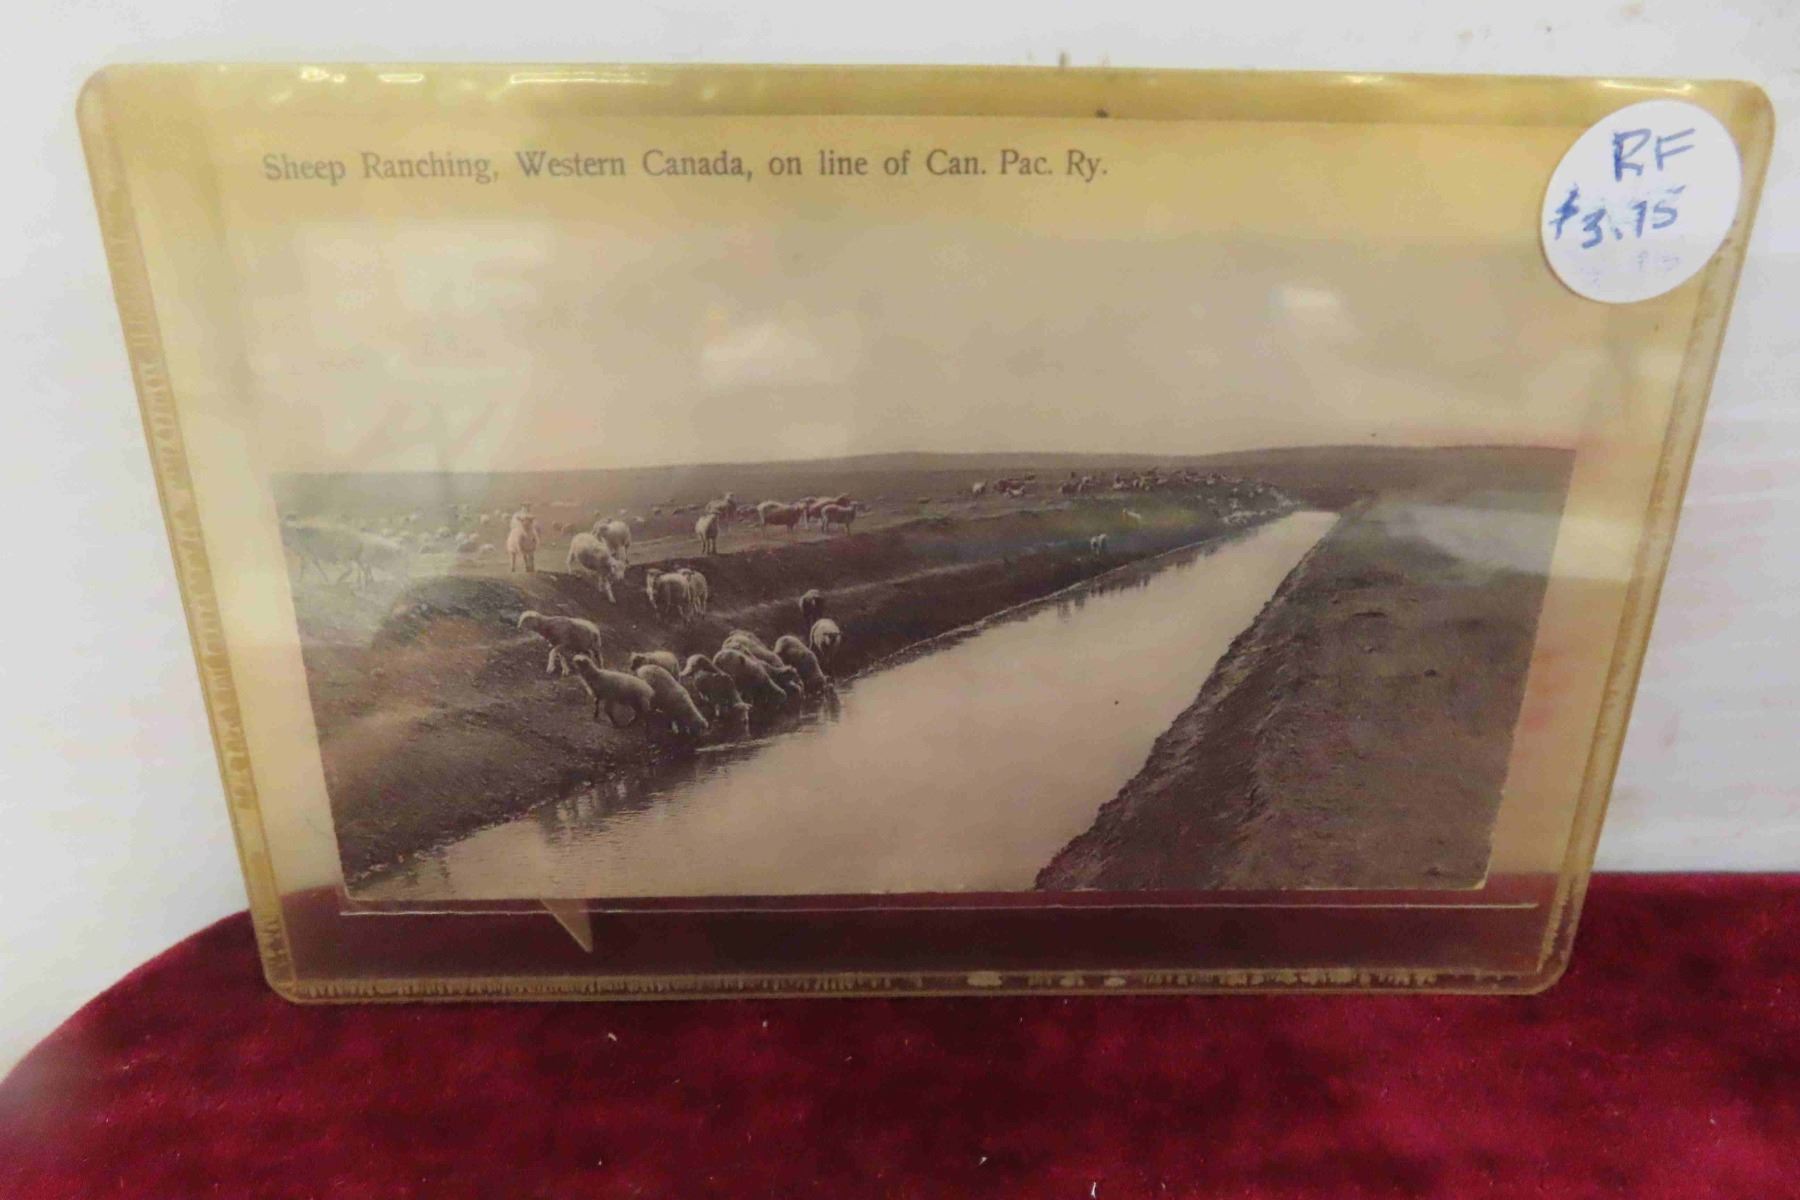 Sheep Ranching, Western Canada, on line of Can. Pac. Ry.
RF
$3.75